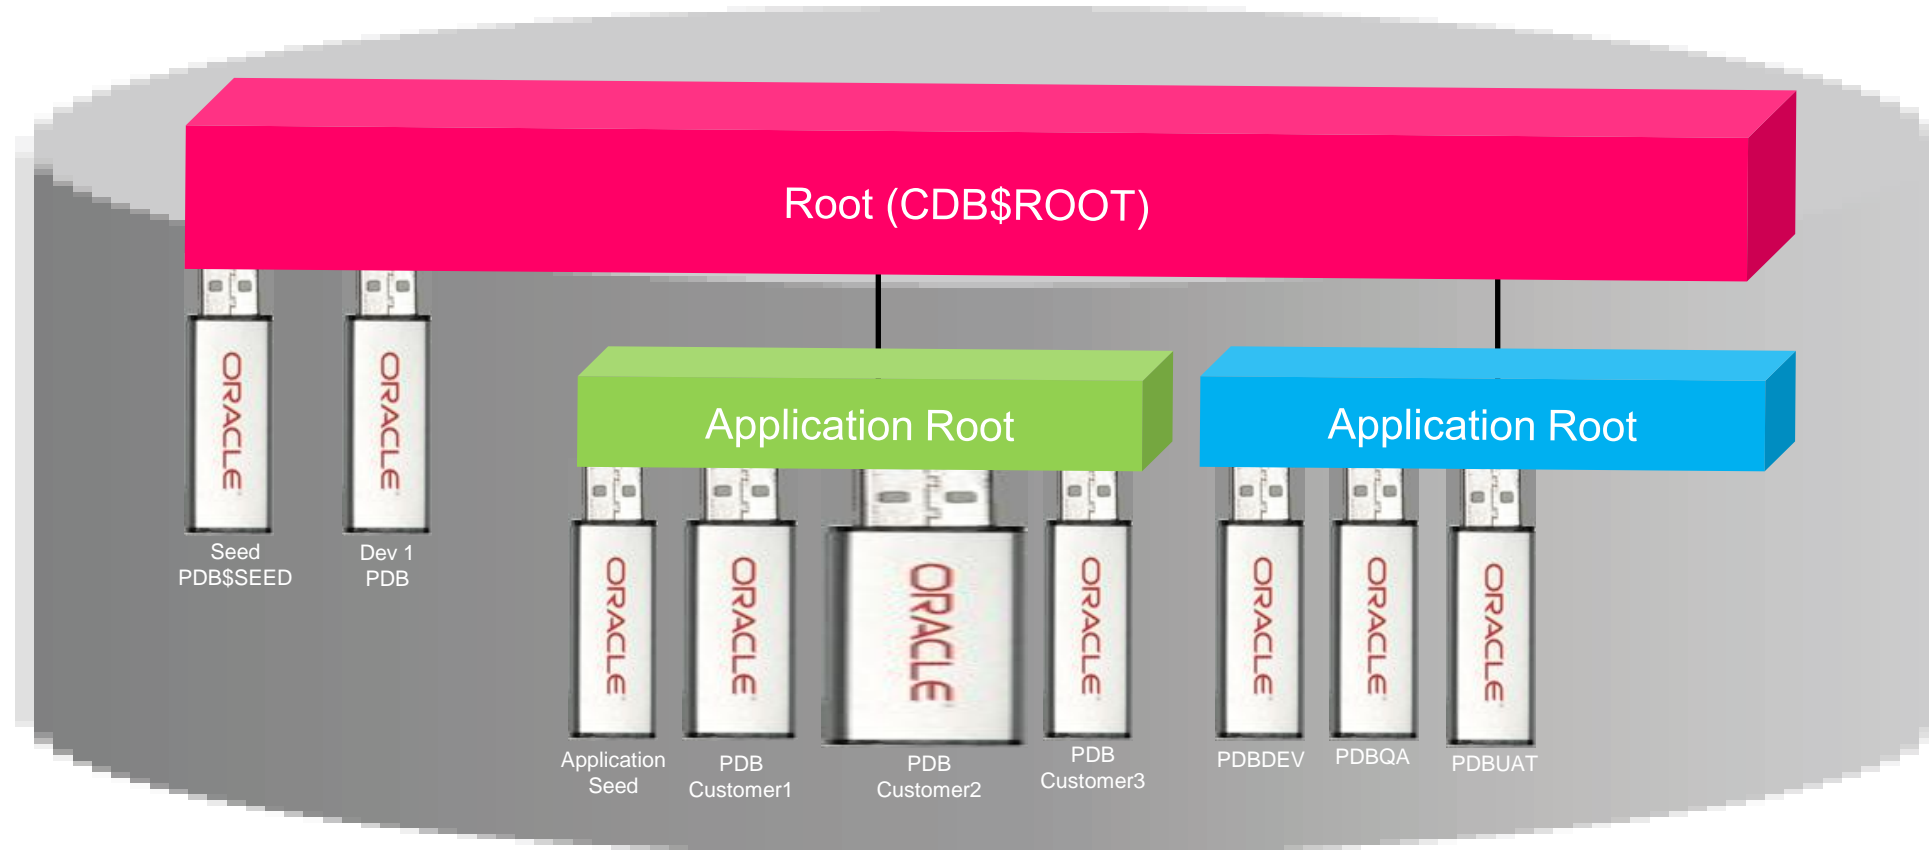 Root (CDB$ROOT)
ORACLE
ORACLE
Seed
PDB$SEED
Dev 1
PDB
Application Root
Application Root
ORACLE
ORACLE
ORACLE
ORACLE
ORACLE
ORACLE
ORACLE
Application
Seed
PDB
Customer1
PDB
Customer2
PDB
Customer3
PDBDEV
PDBQA
PDBUAT